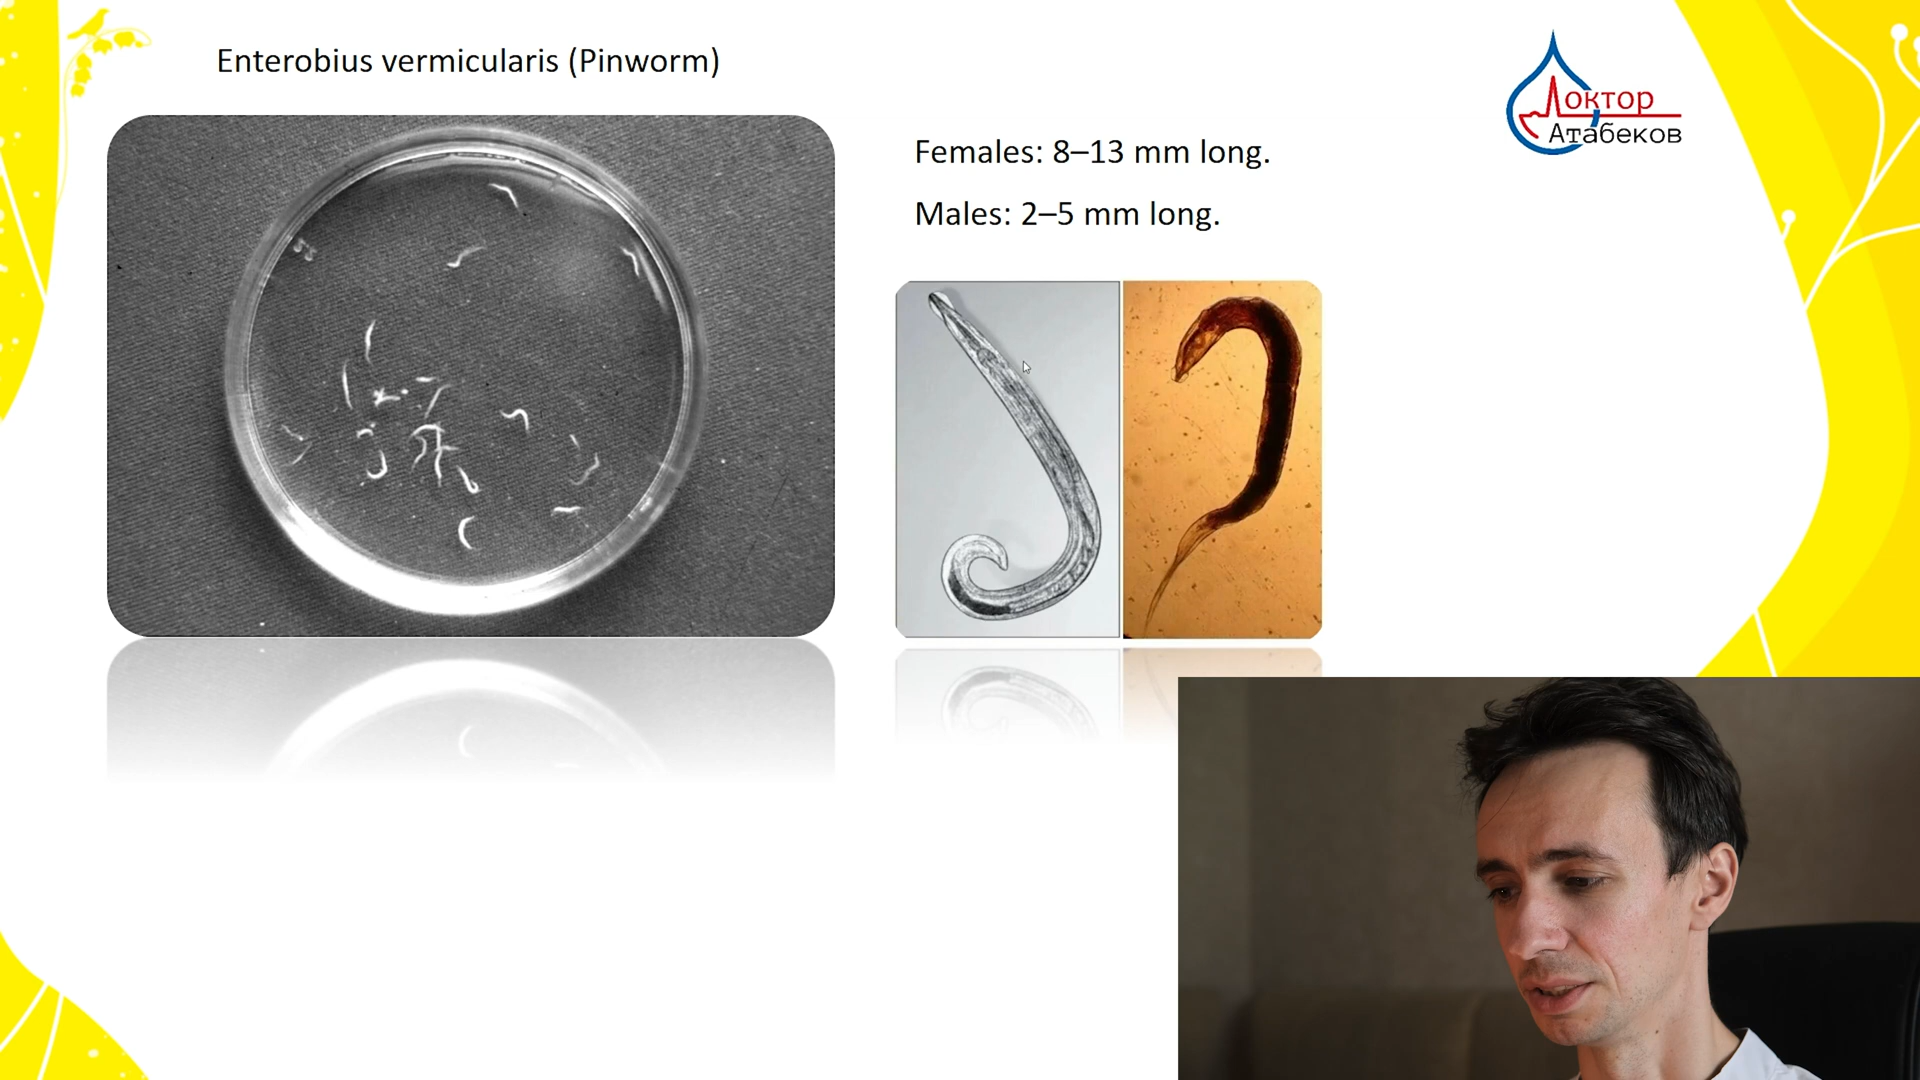 Enterobius vermicularis (Pinworm)
Доктор
Атабеков
Females: 8–13 mm long.
Males: 2–5 mm long.